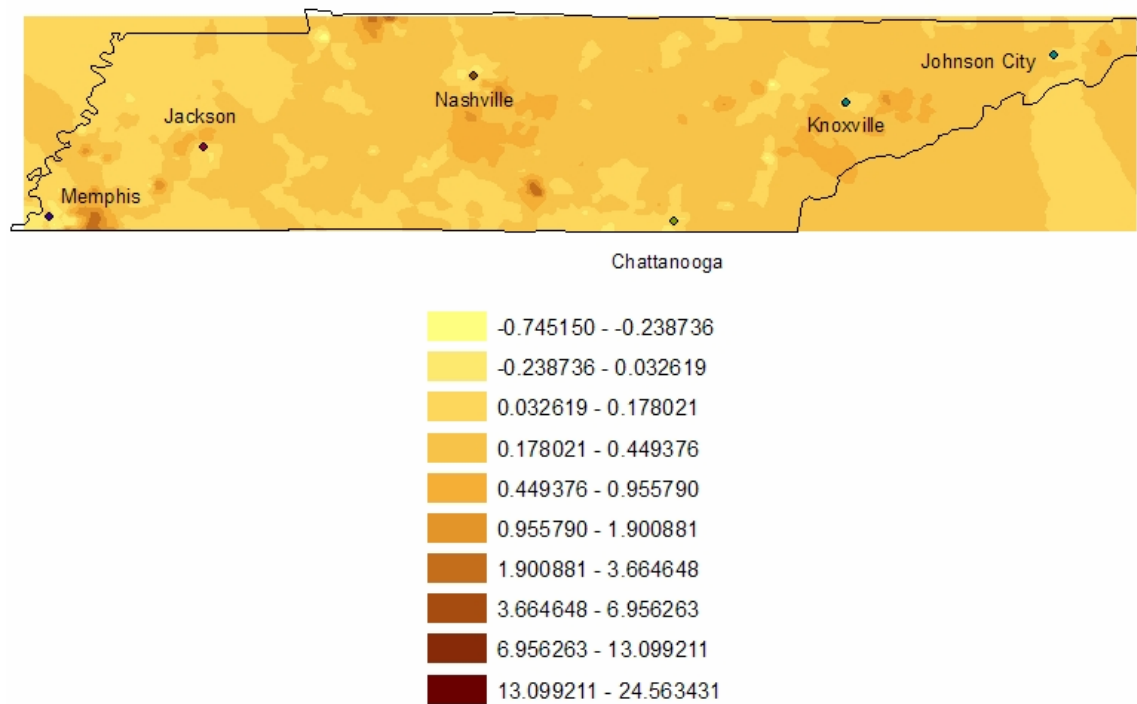 Johnson City
Nashville
Jackson
Knoxville
Memphis
Chattanooga
-0.745150 - -0.238736
-0.238736 - 0.032619
0.032619 - 0.178021
0.178021 - 0.449376
0.449376 - 0.955790
0.955790 - 1.900881
1.900881 - 3.664648
3.664648 - 6.956263
6.956263 - 13.099211
13.099211 - 24.563431